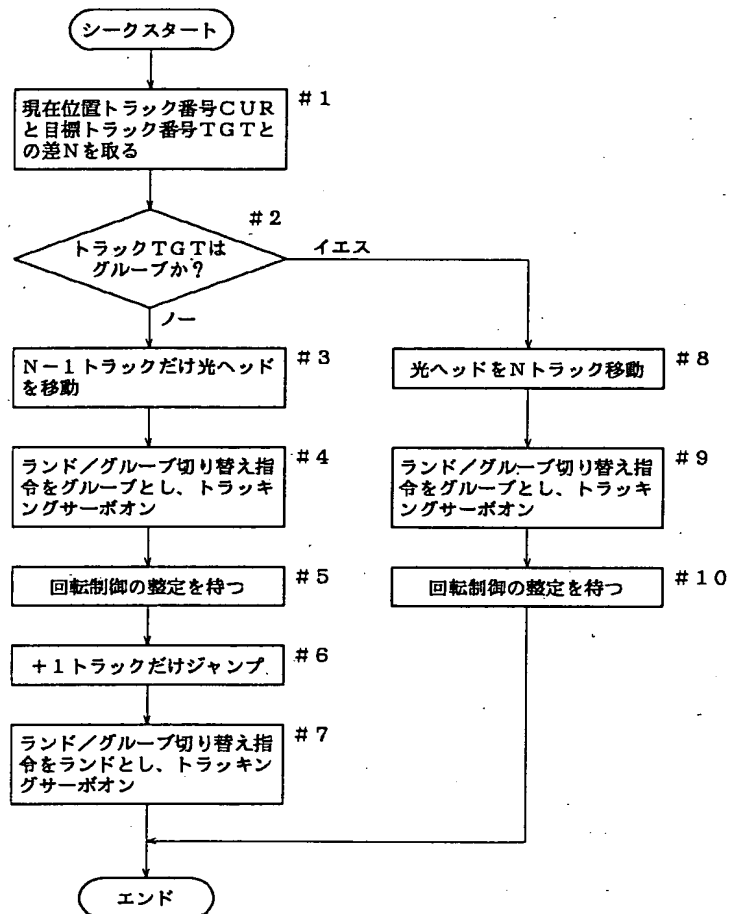 シークスタート
#1
現在位置トラック番号CUR
と目標トラック番号TGTと
の差Nを取る
#2
トラックTGTは
グルーブか?
イエス
ノー
N-1トラックだけ光ヘッド
を移動
#3
光ヘッドをNトラック移動
#8
ランド/グルーブ切り替え指
令をグルーブとし、トラッキ
ングサーボオン
#4
ランド/グルーブ切り替え指
令をグルーブとし、トラッキ
ングサーボオン
#9
回転制御の整定を待つ
#5
回転制御の整定を待つ
#10
+1トラックだけジャンプ
#6
ランド/グルーブ切り替え指
令をランドとし、トラッキン
グサーボオン
#7
エンド